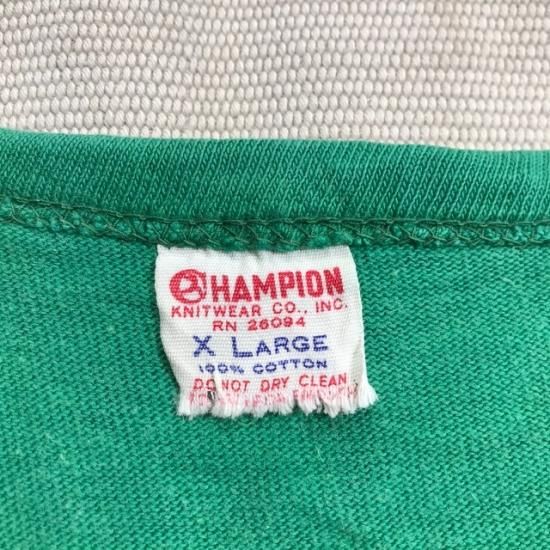 CHAMPION
KNITWEAR CO., INC.
RN 26094
X LARGE
100% COTTON
DO NOT DRY CLEAN